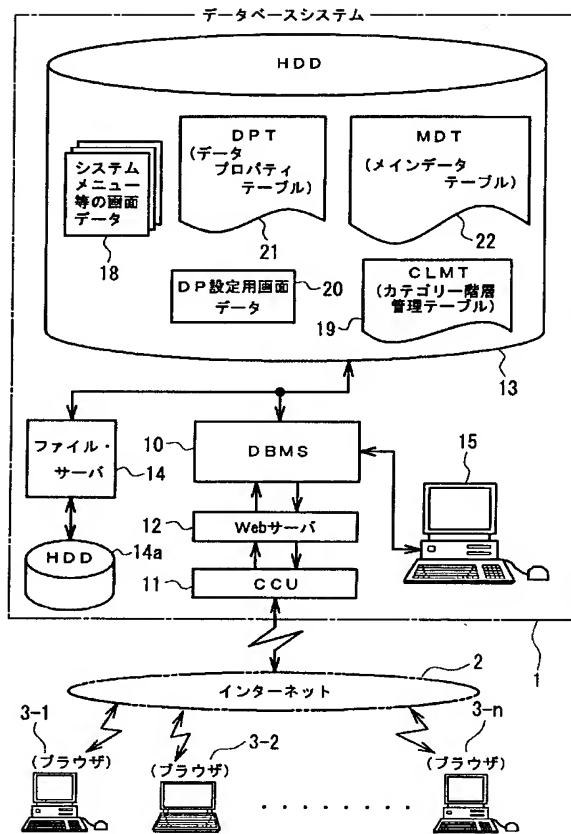 データベースシステム
HDD
システム
メニュー
等の画面
データ
18
DPT
(データ
プロパティ
テーブル)
21
MDT
(メインデータ
テーブル)
22
DP設定用画面
データ
20
CLMT
(カテゴリー階層
管理テーブル)
19
13
ファイル・
サーバ
14
HDD
14a
10
DBMS
12
Webサーバ
11
CCU
15
1
インターネット
2
3-1
(ブラウザ)
3-2
(ブラウザ)
3-n
(ブラウザ)